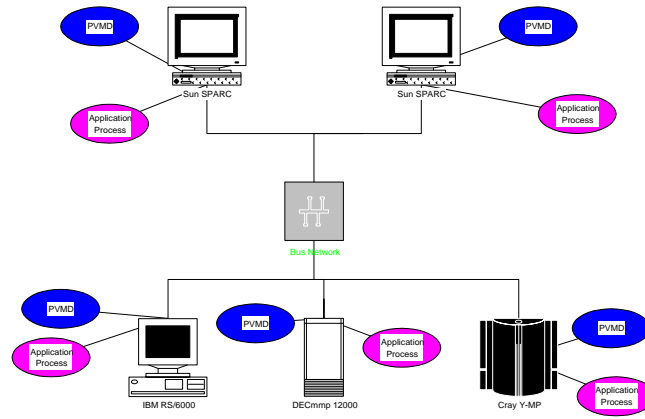 PVMD
PVMD
Sun SPARC
Sun SPARC
Application
Process
Application
Process
Bus Network
PVMD
PVMD
PVMD
Application
Process
Application
Process
Application
Process
IBM RS/6000
DECmmp 12000
Cray Y-MP